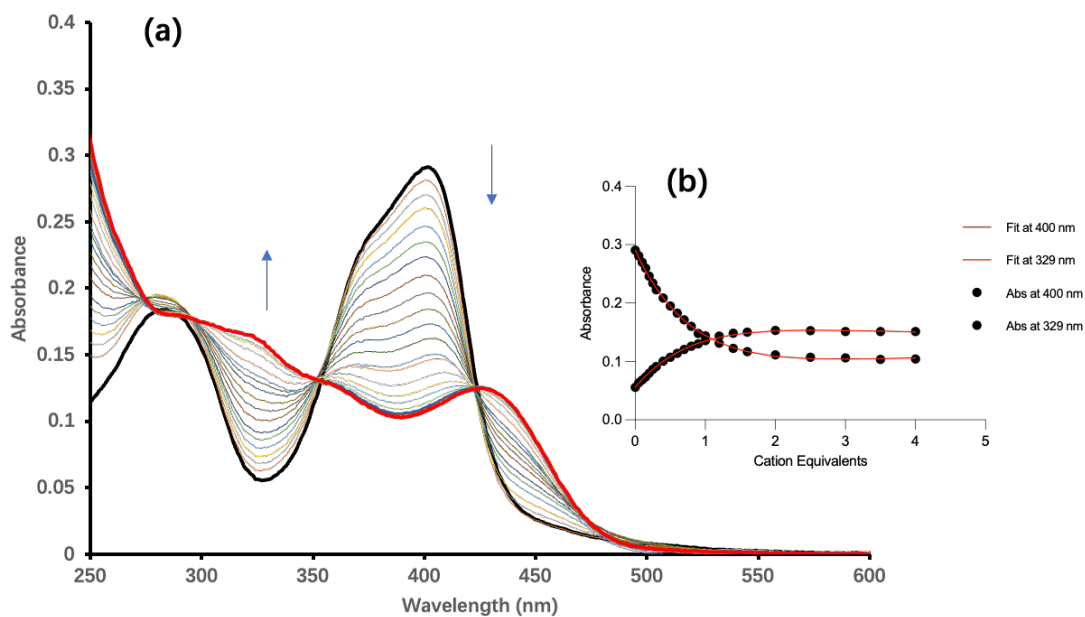 (a)
Absorbance
0.4
0.35
0.3
0.25
0.2
0.15
0.1
0.05
0
250
300
350
400
450
500
550
600
Wavelength (nm)
(b)
Absorbance
0.4
0.3
0.2
0.1
0.0
0
1
2
3
4
5
Cation Equivalents
Fit at 400 nm
Fit at 329 nm
Abs at 400 nm
Abs at 329 nm